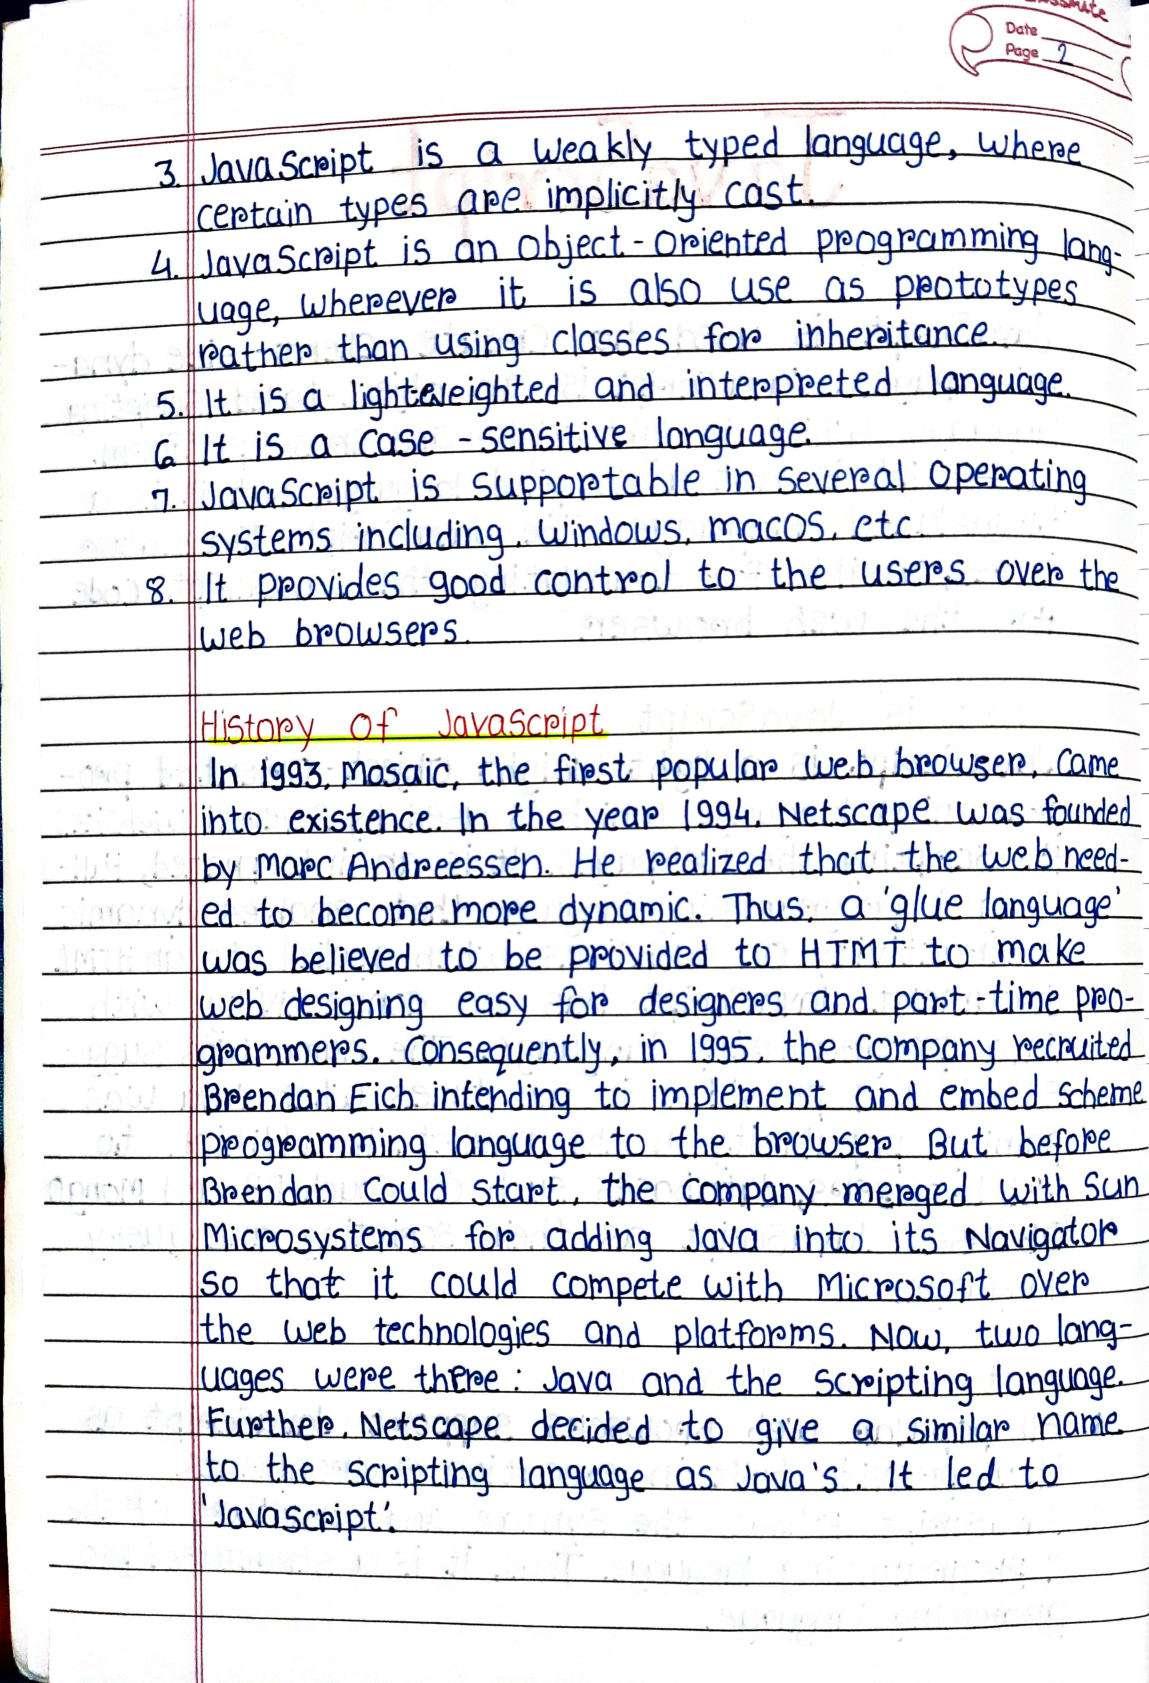 classmate
Date
Page 2
3. JavaScript is a weakly typed language, where
certain types are implicitly cast.
4. JavaScript is an object-oriented programming lang-
uage, wherever it is also use as prototypes
rather than using classes for inheritance.
5. It is a lighteweighted and interpreted language.
6. It is a case-sensitive language.
7. JavaScript is supportable in several operating
systems including, Windows, macOS, etc.
8. It provides good control to the users over the
web browsers.
History of JavaScript
In 1993, Mosaic, the first popular web browser, came
into existence. In the year 1994, Netscape was founded
by Marc Andreessen. He realized that the web need-
ed to become more dynamic. Thus, a 'glue language'
was believed to be provided to HTMT to make
web designing easy for designers and part-time pro-
grammers. Consequently, in 1995, the company recruited
Brendan Eich intending to implement and embed scheme
programming language to the browser. But before
Brendan could start, the company merged with Sun
Microsystems for adding Java into its Navigator
so that it could compete with Microsoft over
the web technologies and platforms. Now, two lang-
uages were there: Java and the scripting language.
Further, Netscape decided to give a similar name
to the scripting language as Java's. It led to
'Javascript'.